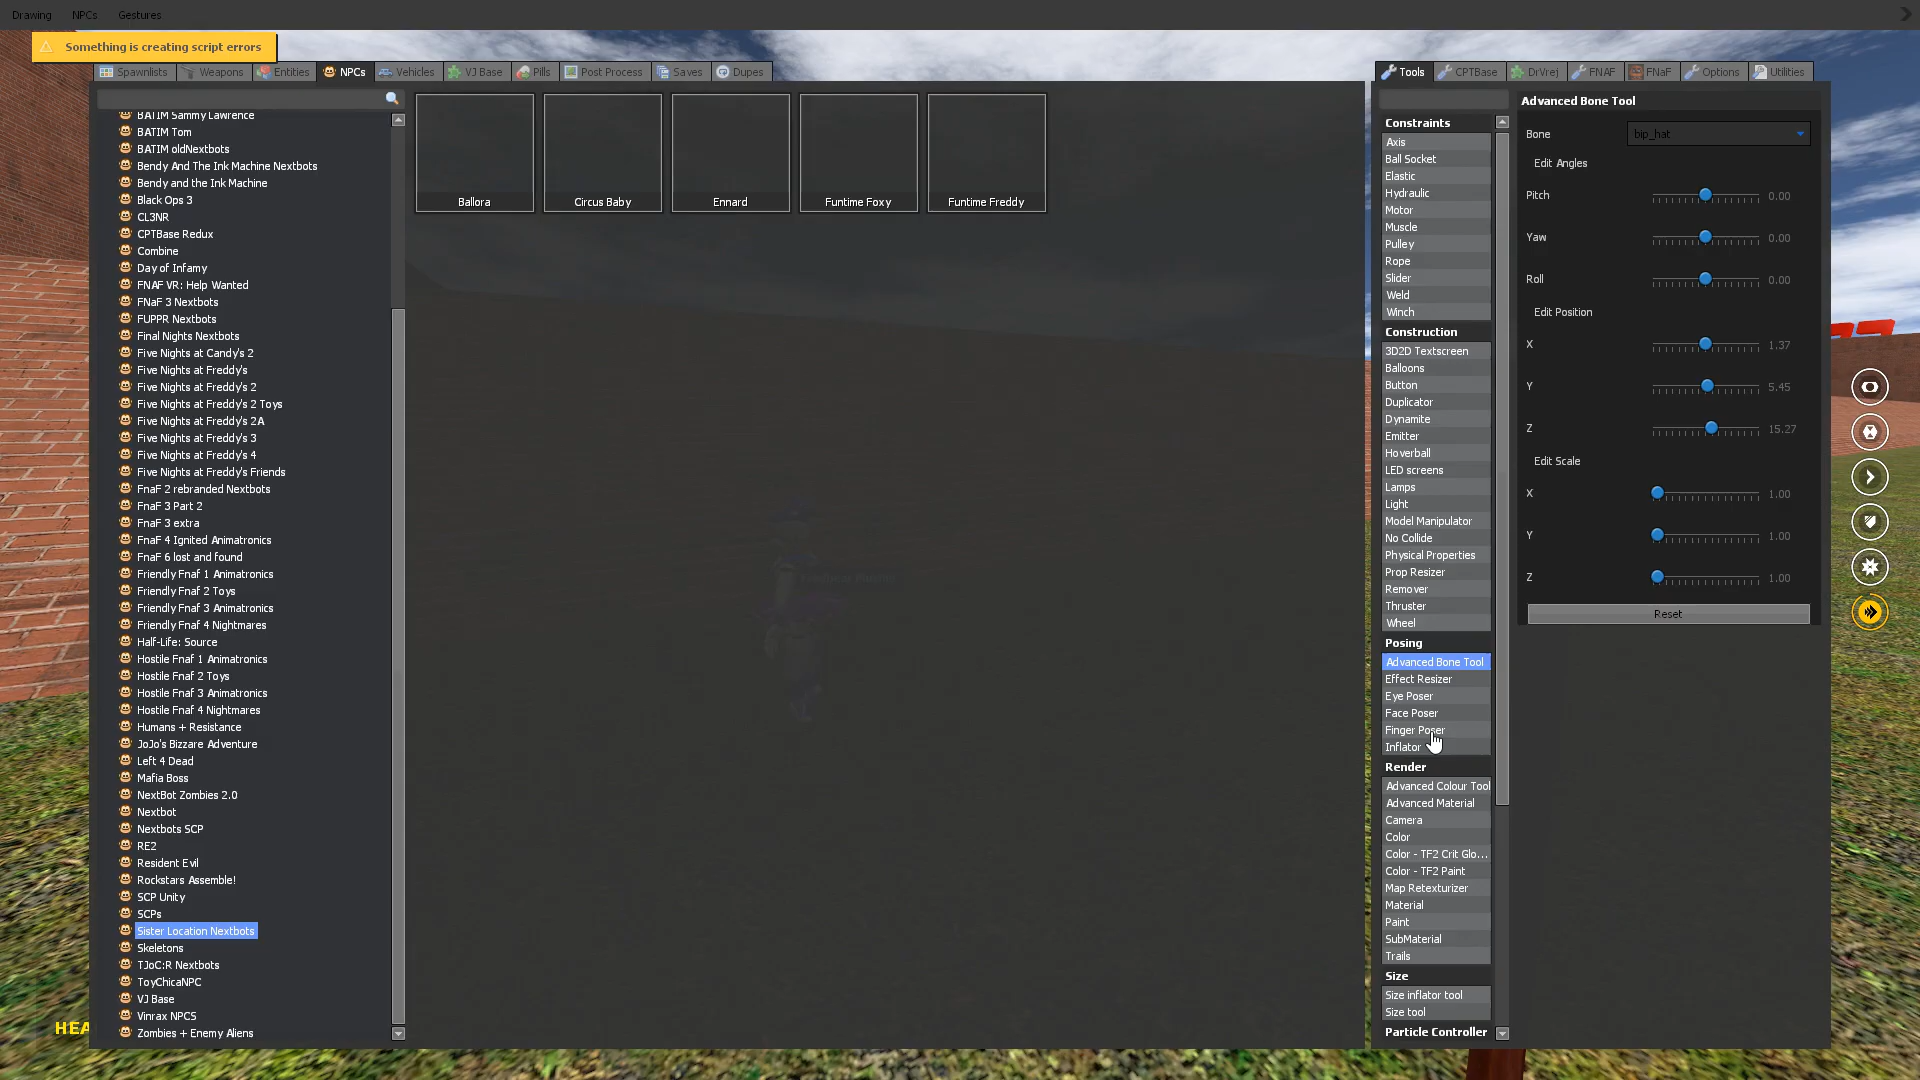 Drawing NPCs Gestures
Something is creating script errors
Spawnlists Weapons Entities NPCs Vehicles VJ Base Pills Post Process Saves Dupes
BATIM Sammy Lawrence
BATIM Tom
BATIM oldNextbots
Bendy And The Ink Machine Nextbots
Bendy and the Ink Machine
Black Ops 3
CL3NR
CPTBase Redux
Combine
Day of Infamy
FNAF VR: Help Wanted
FNaF 3 Nextbots
FUPPR Nextbots
Final Nights Nextbots
Five Nights at Candy's 2
Five Nights at Freddy's
Five Nights at Freddy's 2
Five Nights at Freddy's 2 Toys
Five Nights at Freddy's 2A
Five Nights at Freddy's 3
Five Nights at Freddy's 4
Five Nights at Freddy's Friends
FnaF 2 rebranded Nextbots
FnaF 3 Part 2
FnaF 3 extra
FnaF 4 Ignited Animatronics
FnaF 6 lost and found
Friendly Fnaf 1 Animatronics
Friendly Fnaf 2 Toys
Friendly Fnaf 3 Animatronics
Friendly Fnaf 4 Nightmares
Half-Life: Source
Hostile Fnaf 1 Animatronics
Hostile Fnaf 2 Toys
Hostile Fnaf 3 Animatronics
Hostile Fnaf 4 Nightmares
Humans + Resistance
JoJo's Bizzare Adventure
Left 4 Dead
Mafia Boss
NextBot Zombies 2.0
Nextbot
Nextbots SCP
RE2
Resident Evil
Rockstars Assemble!
SCP Unity
SCPs
Sister Location Nextbots
Skeletons
TJoC:R Nextbots
ToyChicaNPC
VJ Base
Vinrax NPCS
Zombies + Enemy Aliens
HEA
Ballora Circus Baby Ennard Funtime Foxy Funtime Freddy
Tools CPTBase DrVrej FNAF FNaF Options Utilities
Constraints
Axis
Ball Socket
Elastic
Hydraulic
Motor
Muscle
Pulley
Rope
Slider
Weld
Winch
Construction
3D2D Textscreen
Balloons
Button
Duplicator
Dynamite
Emitter
Hoverball
LED screens
Lamps
Light
Model Manipulator
No Collide
Physical Properties
Prop Resizer
Remover
Thruster
Wheel
Posing
Advanced Bone Tool
Effect Resizer
Eye Poser
Face Poser
Finger Poser
Inflator
Render
Advanced Colour Tool
Advanced Material
Camera
Color
Color - TF2 Crit Glo...
Color - TF2 Paint
Map Retexturizer
Material
Paint
SubMaterial
Trails
Size
Size inflator tool
Size tool
Particle Controller
Advanced Bone Tool
Bone bip_hat
Edit Angles
Pitch 0.00
Yaw 0.00
Roll 0.00
Edit Position
X 1.37
Y 5.45
Z 15.27
Edit Scale
X 1.00
Y 1.00
Z 1.00
Reset